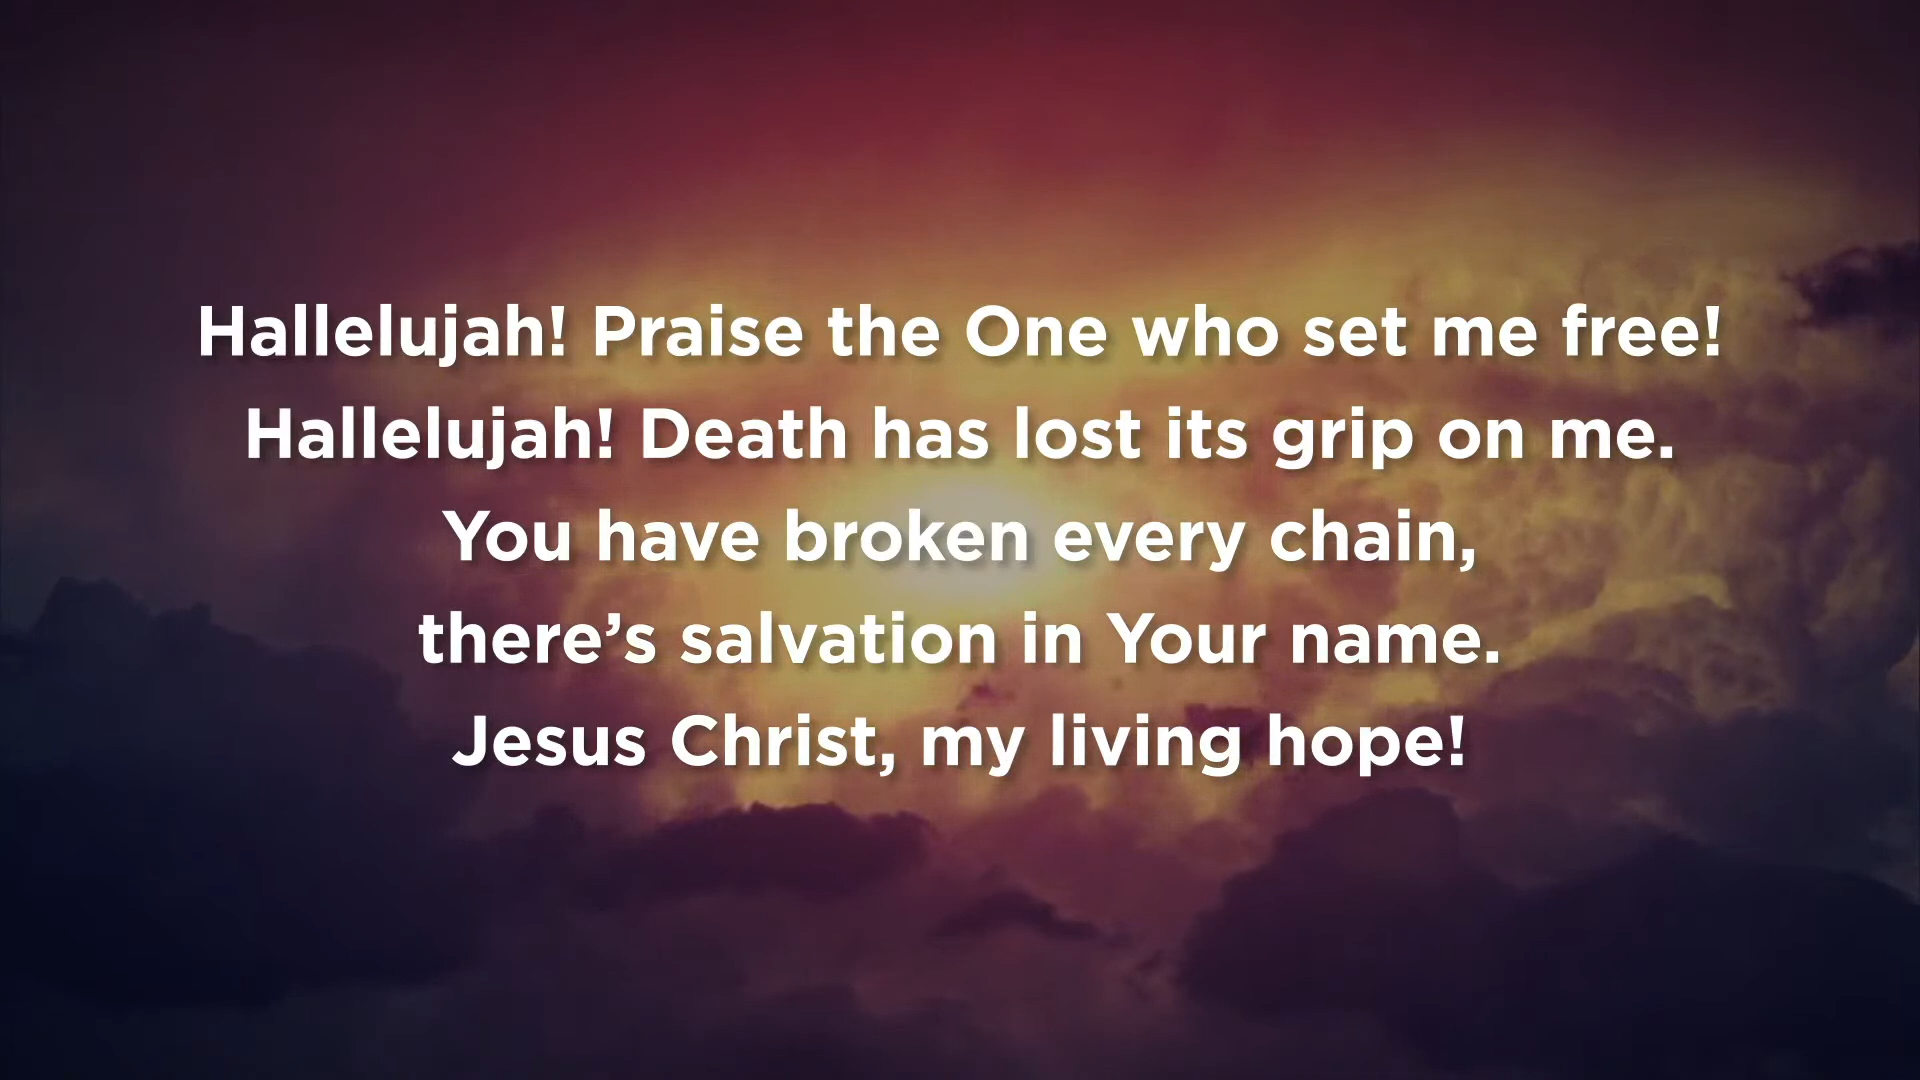 Hallelujah! Praise the One who set me free!
Hallelujah! Death has lost its grip on me.
You have broken every chain,
there’s salvation in Your name.
Jesus Christ, my living hope!